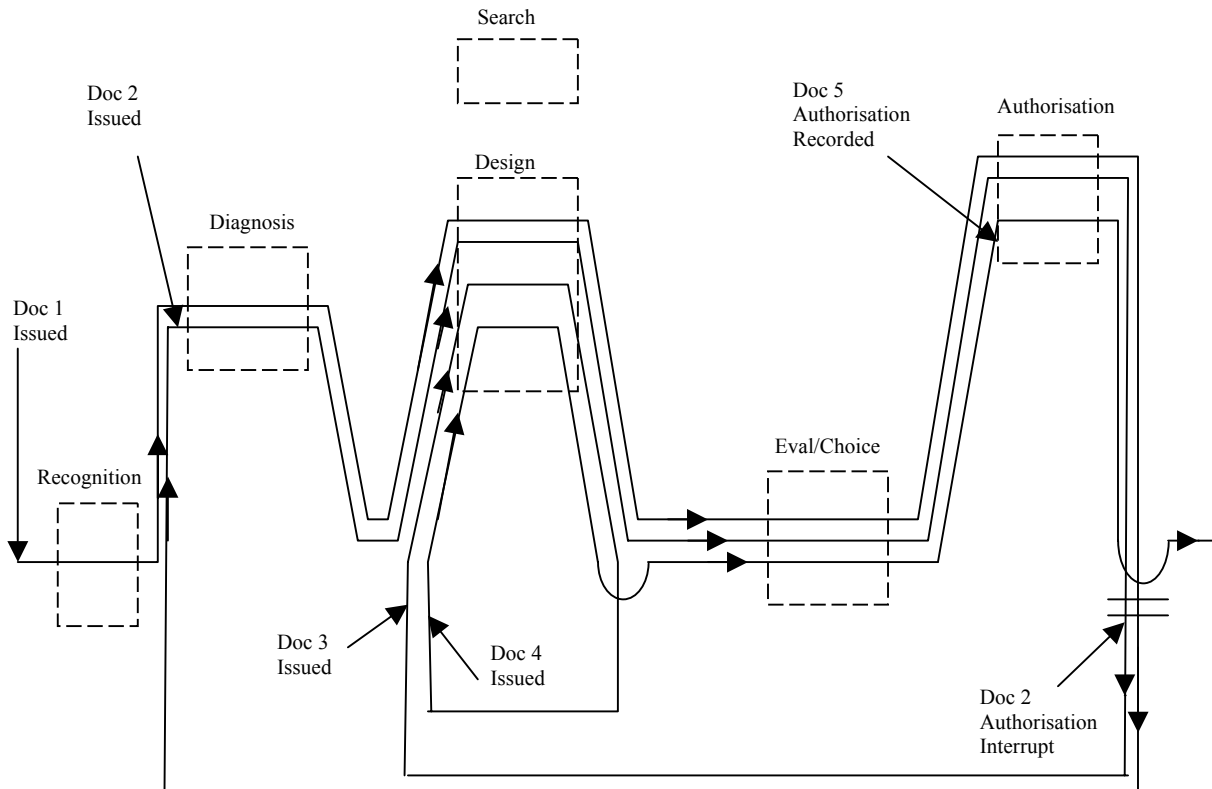 Search
Doc 2
Issued
Doc 5
Authorisation
Recorded
Authorisation
Design
Diagnosis
Doc 1
Issued
Recognition
Eval/Choice
Doc 3
Issued
Doc 4
Issued
Doc 2
Authorisation
Interrupt